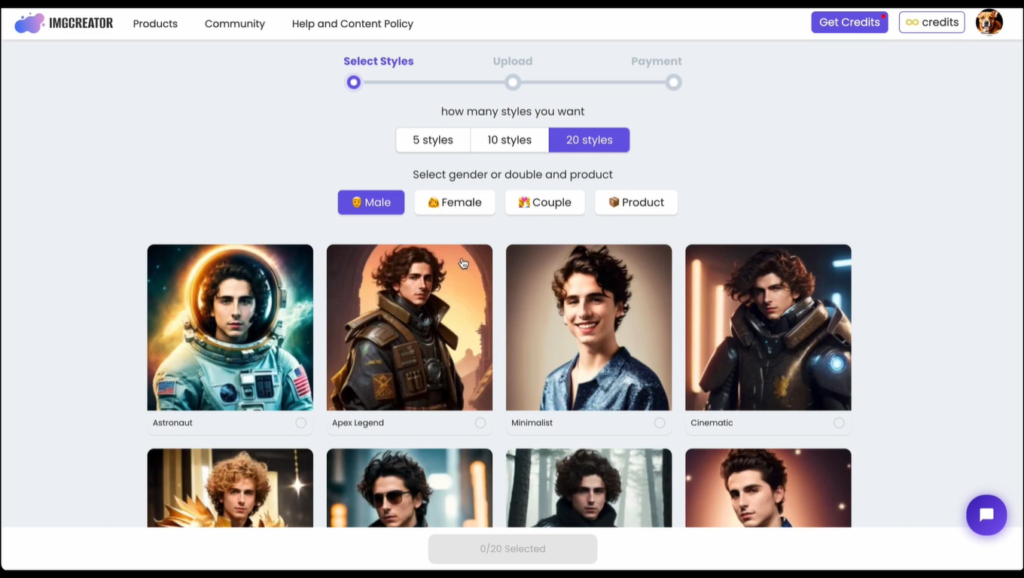 IMGCREATOR Products Community Help and Content Policy Get Credits credits
Select Styles Upload Payment
how many styles you want
5 styles 10 styles 20 styles
Select gender or double and product
Male Female Couple Product
Astronaut Apex Legend Minimalist Cinematic
0/20 Selected